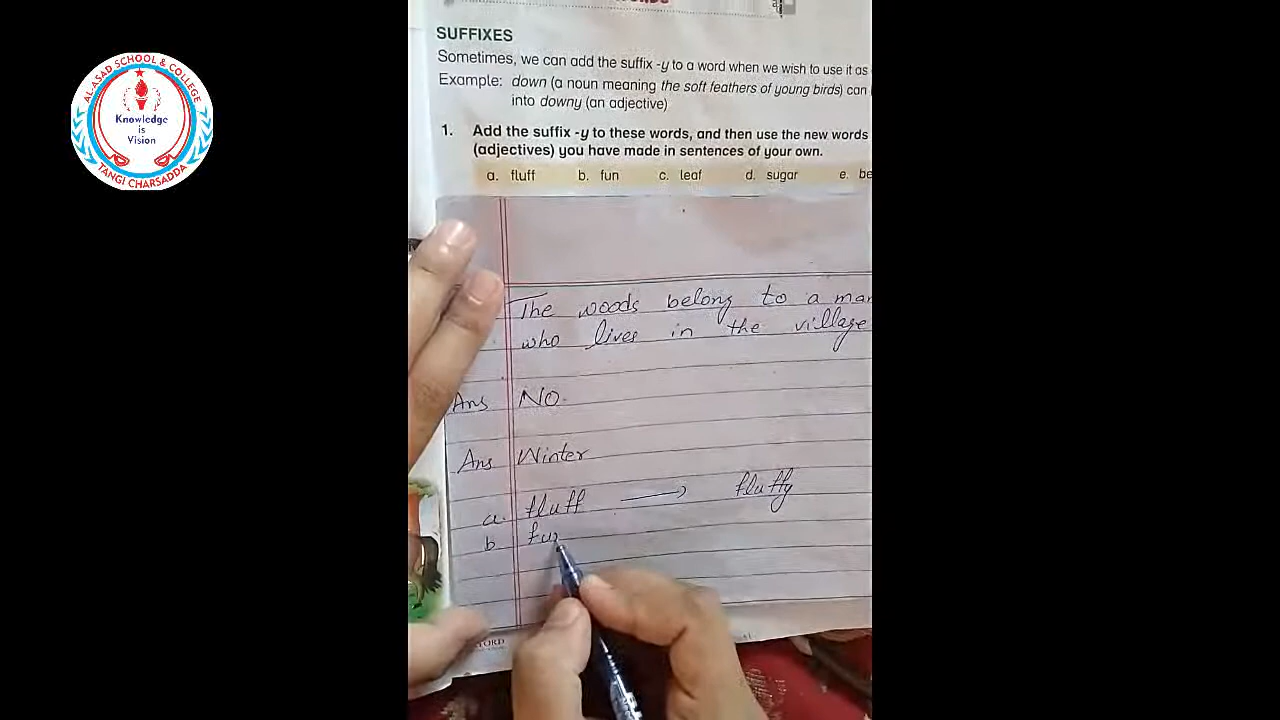 AL-ASAD SCHOOL & COLLEGE
Knowledge
is
Vision
TANGI CHARSADDA
SUFFIXES
Sometimes, we can add the suffix -y to a word when we wish to use it as
Example: down (a noun meaning the soft feathers of young birds) can
into downy (an adjective)
1. Add the suffix -y to these words, and then use the new words
(adjectives) you have made in sentences of your own.
a. fluff b. fun c. leaf d. sugar e. be
The woods belong to a man
who lives in the village
Ans NO.
Ans Winter
a. fluff → fluffy
b fun